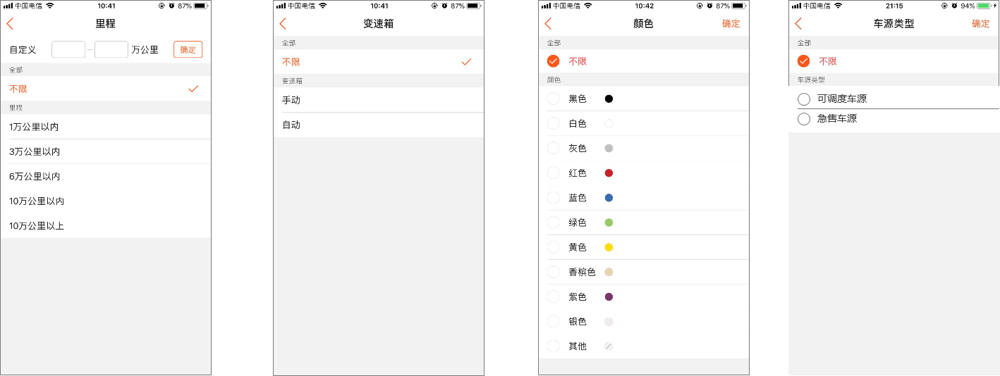 中国电信 10:41 87%
里程
自定义 — 万公里 确定
全部
不限
里程
1万公里以内
3万公里以内
6万公里以内
10万公里以内
10万公里以上
中国电信 10:41 87%
变速箱
全部
不限
变速箱
手动
自动
中国电信 10:42 87%
颜色 确定
全部
不限
颜色
黑色
白色
灰色
红色
蓝色
绿色
黄色
香槟色
紫色
银色
其他
中国电信 21:15 94%
车源类型 确定
全部
不限
车源类型
可调度车源
急售车源